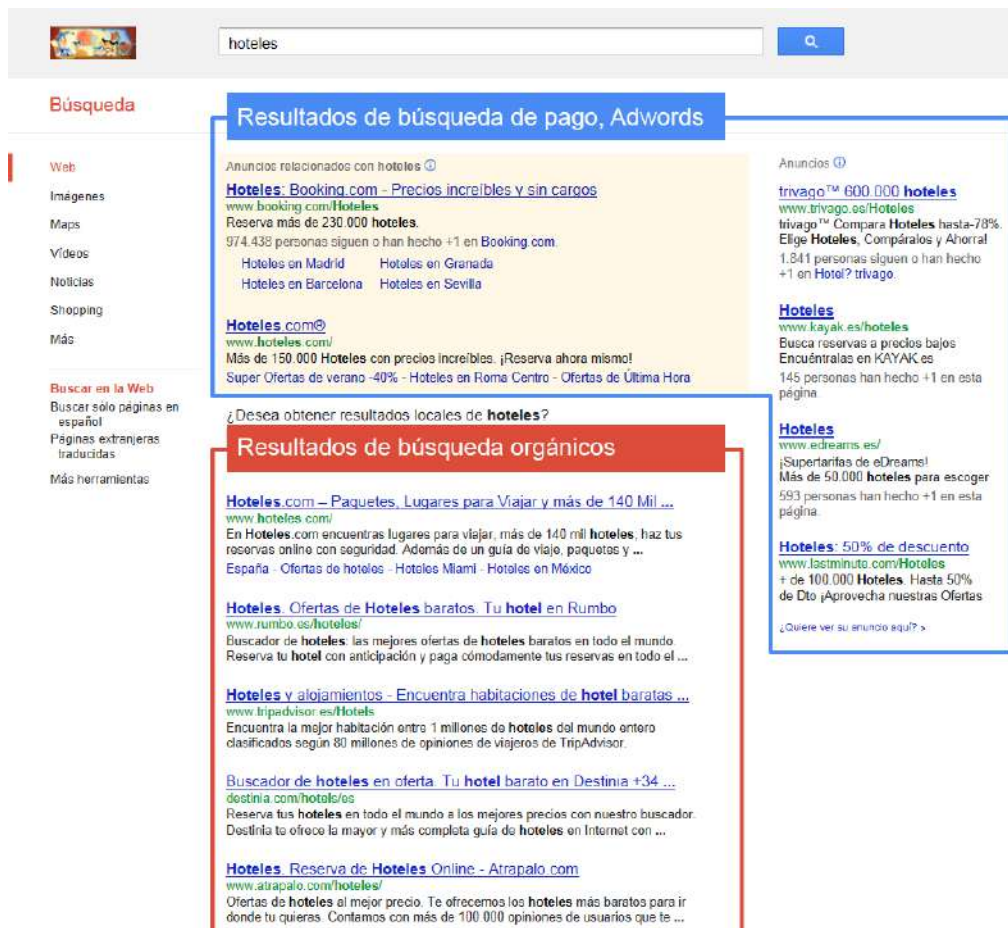 hoteles
Búsqueda
Resultados de búsqueda de pago, Adwords
Web
Imágenes
Maps
Vídeos
Noticias
Shopping
Más
Buscar en la Web
Buscar sólo páginas en
español
Páginas extranjeras
traducidas
Más herramientas
Anuncios relacionados con hoteles
Hoteles: Booking.com - Precios increíbles y sin cargos
www.booking.com/Hoteles
Reserva más de 230.000 hoteles.
974.438 personas siguen o han hecho +1 en Booking.com.
Hoteles en Madrid Hoteles en Granada
Hoteles en Barcelona Hoteles en Sevilla
Hoteles.com®
www.hoteles.com/
Más de 150.000 Hoteles con precios increíbles. ¡Reserva ahora mismo!
Super Ofertas de verano -40% - Hoteles en Roma Centro - Ofertas de Última Hora
¿Desea obtener resultados locales de hoteles?
Resultados de búsqueda orgánicos
Hoteles.com – Paquetes, Lugares para Viajar y más de 140 Mil ...
www.hoteles.com/
En Hoteles.com encuentras lugares para viajar, más de 140 mil hoteles, haz tus
reservas online con seguridad. Además de un guía de viaje, paquetes y ...
España - Ofertas de hoteles - Hoteles Miami - Hoteles en México
Hoteles. Ofertas de Hoteles baratos. Tu hotel en Rumbo
www.rumbo.es/hoteles/
Buscador de hoteles: las mejores ofertas de hoteles baratos en todo el mundo.
Reserva tu hotel con anticipación y paga cómodamente tus reservas en todo el ...
Hoteles y alojamientos - Encuentra habitaciones de hotel baratas ...
www.tripadvisor.es/Hotels
Encuentra la mejor habitación entre 1 millones de hoteles del mundo entero
clasificados según 80 millones de opiniones de viajeros de TripAdvisor.
Buscador de hoteles en oferta. Tu hotel barato en Destinia +34 ...
destinia.com/hotels/es
Reserva tus hoteles en todo el mundo a los mejores precios con nuestro buscador.
Destinia te ofrece la mayor y más completa guía de hoteles en Internet con ...
Hoteles. Reserva de Hoteles Online - Atrapalo.com
www.atrapalo.com/hoteles/
Ofertas de hoteles al mejor precio. Te ofrecemos los hoteles más baratos para ir
donde tu quieras. Contamos con más de 100 000 opiniones de usuarios que te ...
Anuncios
trivago™ 600.000 hoteles
www.trivago.es/Hoteles
trivago™ Compara Hoteles hasta-78%.
Elige Hoteles, Compáralos y Ahorra!
1.841 personas siguen o han hecho
+1 en Hotel? trivago.
Hoteles
www.kayak.es/hoteles
Busca reservas a precios bajos
Encuéntralas en KAYAK.es
145 personas han hecho +1 en esta
página.
Hoteles
www.edreams.es/
¡Supertarifas de eDreams!
Más de 50.000 hoteles para escoger
593 personas han hecho +1 en esta
página.
Hoteles: 50% de descuento
www.lastminute.com/Hoteles
+ de 100.000 Hoteles. Hasta 50%
de Dto ¡Aprovecha nuestras Ofertas
¿Quiere ver su anuncio aquí? »